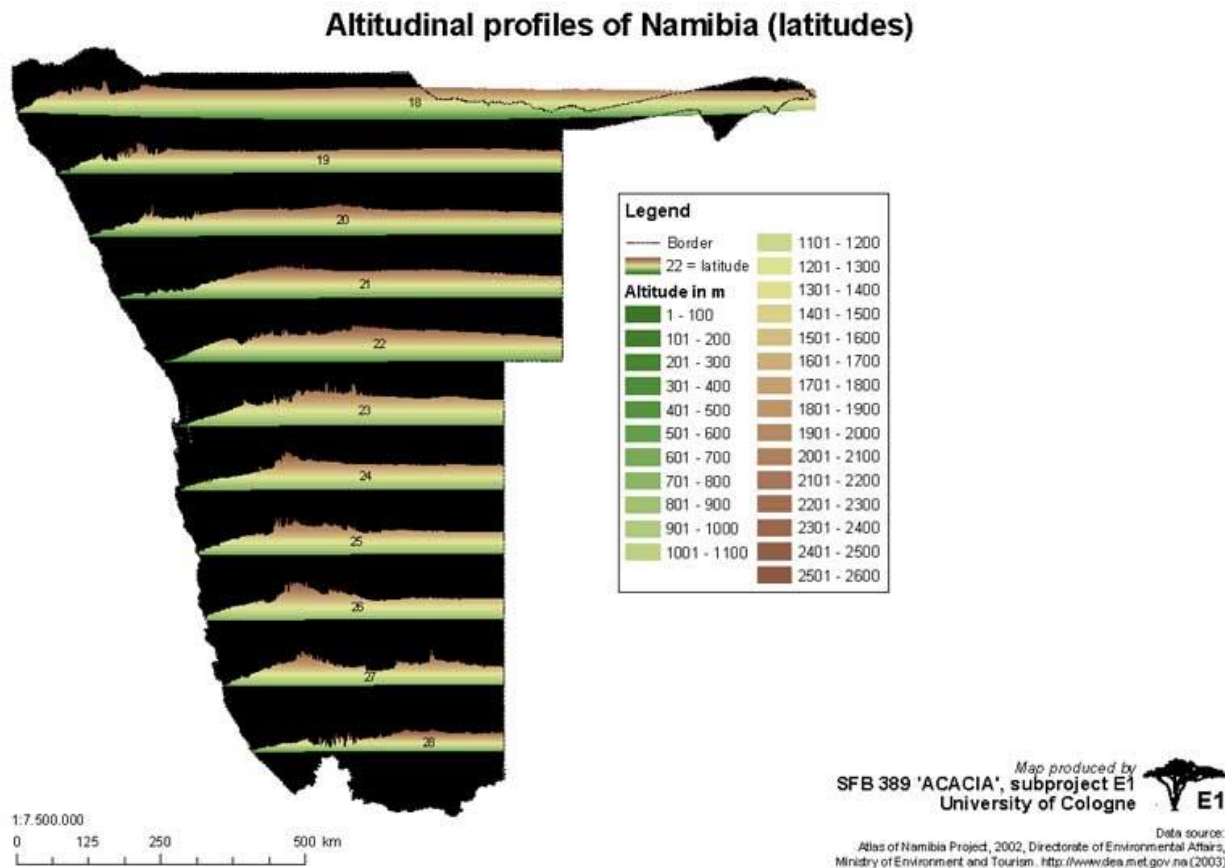 Altitudinal profiles of Namibia (latitudes)
18
19
20
21
22
23
24
25
26
27
28
Legend
Border
22 = latitude
Altitude in m
1 - 100
101 - 200
201 - 300
301 - 400
401 - 500
501 - 600
601 - 700
701 - 800
801 - 900
901 - 1000
1001 - 1100
1101 - 1200
1201 - 1300
1301 - 1400
1401 - 1500
1501 - 1600
1601 - 1700
1701 - 1800
1801 - 1900
1901 - 2000
2001 - 2100
2101 - 2200
2201 - 2300
2301 - 2400
2401 - 2500
2501 - 2600
Map produced by
SFB 389 'ACACIA', subproject E1
University of Cologne
E1
1:7.500.000
0 125 250 500 km
Data source:
Atlas of Namibia Project, 2002, Directorate of Environmental Affairs,
Ministry of Environment and Tourism. http://www.dea.met.gov.na (2003)